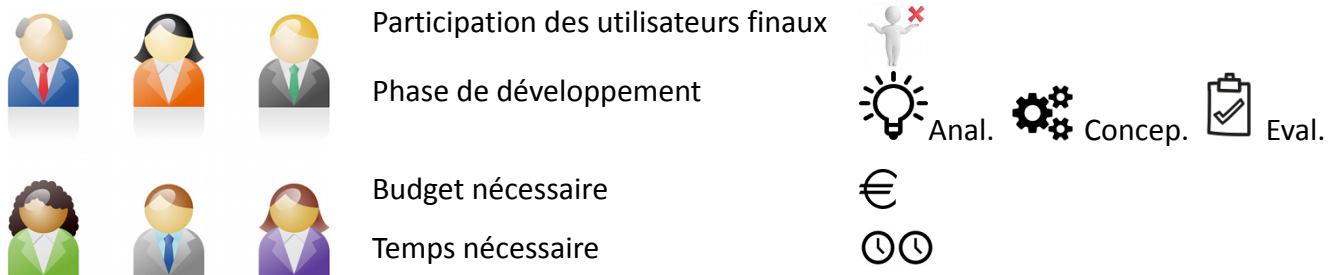 Participation des utilisateurs finaux
Phase de développement
Anal. Concep. Eval.
Budget nécessaire
€
Temps nécessaire